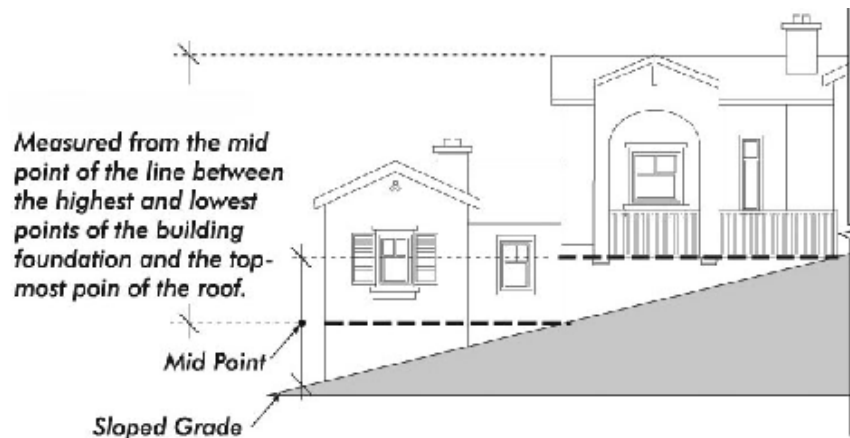 Measured from the mid
point of the line between
the highest and lowest
points of the building
foundation and the top-
most poin of the roof.
Mid Point
Sloped Grade